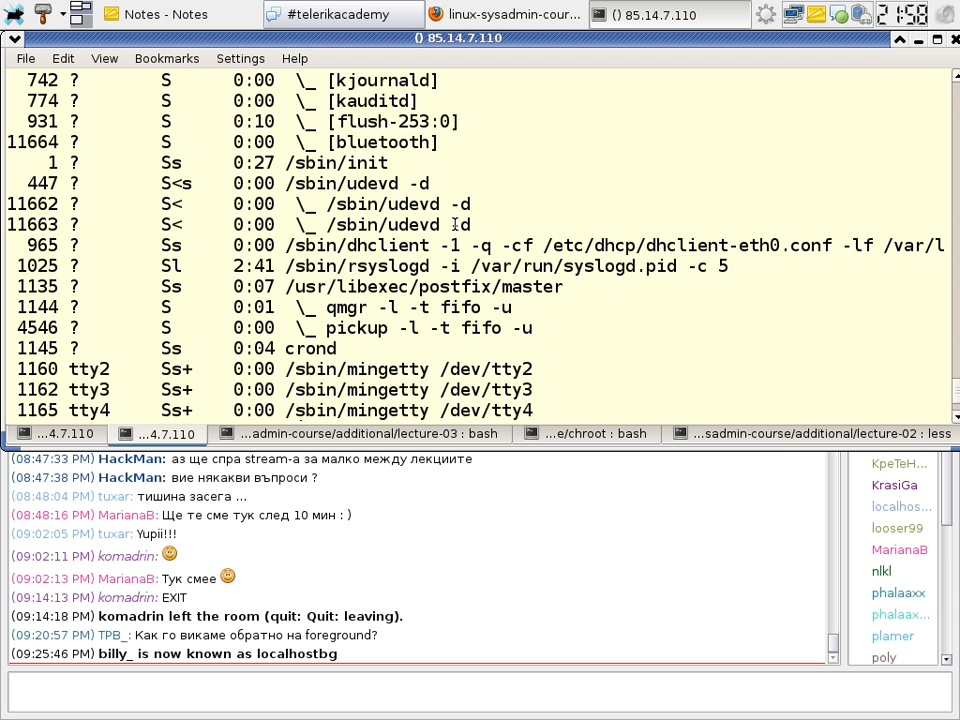 Notes - Notes
#telerikacademy
linux-sysadmin-cour...
() 85.14.7.110
21:58
() 85.14.7.110
File Edit View Bookmarks Settings Help
742 ? S 0:00 \_ [kjournald]
774 ? S 0:00 \_ [kauditd]
931 ? S 0:10 \_ [flush-253:0]
11664 ? S 0:00 \_ [bluetooth]
1 ? Ss 0:27 /sbin/init
447 ? S<s 0:00 /sbin/udevd -d
11662 ? S< 0:00 \_ /sbin/udevd -d
11663 ? S< 0:00 \_ /sbin/udevd -d
965 ? Ss 0:00 /sbin/dhclient -1 -q -cf /etc/dhcp/dhclient-eth0.conf -lf /var/l
1025 ? Sl 2:41 /sbin/rsyslogd -i /var/run/syslogd.pid -c 5
1135 ? Ss 0:07 /usr/libexec/postfix/master
1144 ? S 0:01 \_ qmgr -l -t fifo -u
4546 ? S 0:00 \_ pickup -l -t fifo -u
1145 ? Ss 0:04 crond
1160 tty2 Ss+ 0:00 /sbin/mingetty /dev/tty2
1162 tty3 Ss+ 0:00 /sbin/mingetty /dev/tty3
1165 tty4 Ss+ 0:00 /sbin/mingetty /dev/tty4
...4.7.110
...4.7.110
...admin-course/additional/lecture-03 : bash
...e/chroot : bash
...sadmin-course/additional/lecture-02 : less
(08:47:33 PM) HackMan: аз ще спра stream-а за малко между лекциите
(08:47:38 PM) HackMan: вие някакви въпроси ?
(08:48:04 PM) tuxar: тишина засега ...
(08:48:16 PM) MarianaB: Ще те сме тук след 10 мин : )
(09:02:05 PM) tuxar: Yupii!!!
(09:02:11 PM) komadrin:
(09:02:13 PM) MarianaB: Тук смее
(09:14:13 PM) komadrin: EXIT
(09:14:18 PM) komadrin left the room (quit: Quit: leaving).
(09:20:57 PM) TPB_: Как го викаме обратно на foreground?
(09:25:46 PM) billy_ is now known as localhostbg
KpeTeH...
KrasiGa
localhos...
looser99
MarianaB
nlkl
phalaaxx
phalaax...
plamer
poly